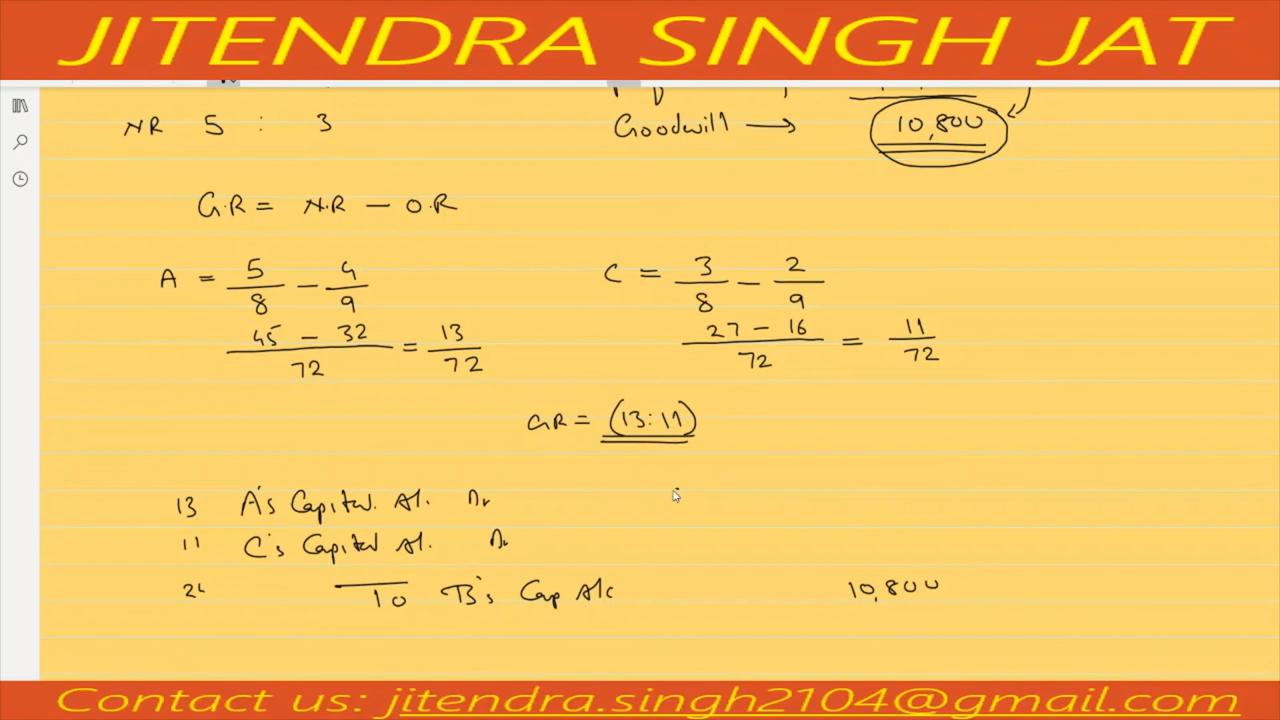 JITENDRA SINGH JAT
NR 5 : 3
Goodwill → 10,800
G.R = N.R − O.R
A = 5/8 − 4/9
C = 3/8 − 2/9
45 − 32 / 72 = 13/72
27 − 16 / 72 = 11/72
GR = (13:11)
13 A's Capital A/. Dr
11 C's Capital A/. Dr
24 To B's Cap A/c 10,800
Contact us: jitendra.singh2104@gmail.com